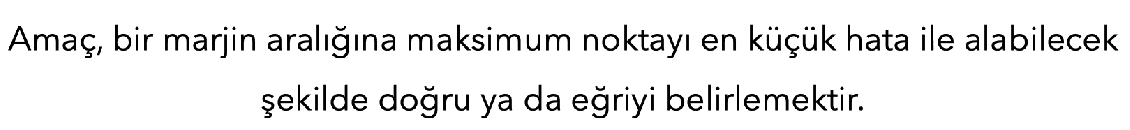 Amaç, bir marjin aralığına maksimum noktayı en küçük hata ile alabilecek
şekilde doğru ya da eğriyi belirlemektir.